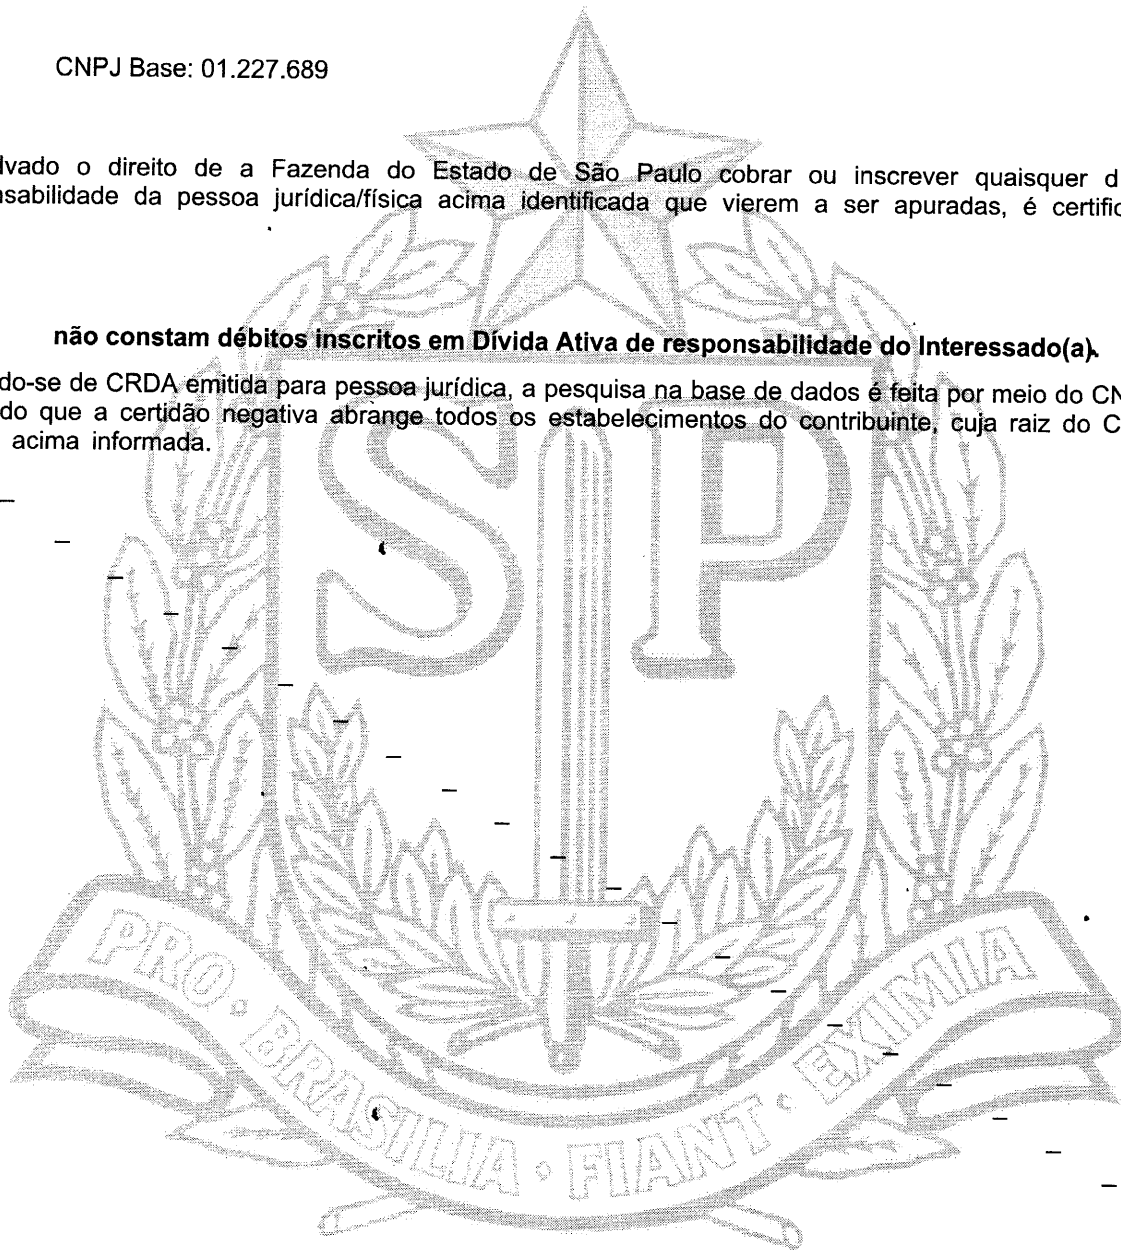 CNPJ Base: 01.227.689
lvado o direito de a Fazenda do Estado de São Paulo cobrar ou inscrever quaisquer d
nsabilidade da pessoa jurídica/física acima identificada que vierem a ser apuradas, é certific
não constam débitos inscritos em Dívida Ativa de responsabilidade do Interessado(a).
do-se de CRDA emitida para pessoa jurídica, a pesquisa na base de dados é feita por meio do CN
do que a certidão negativa abrange todos os estabelecimentos do contribuinte, cuja raiz do C
acima informada.
SP
PRO · BRASILIA · FIANT · EXIMIA